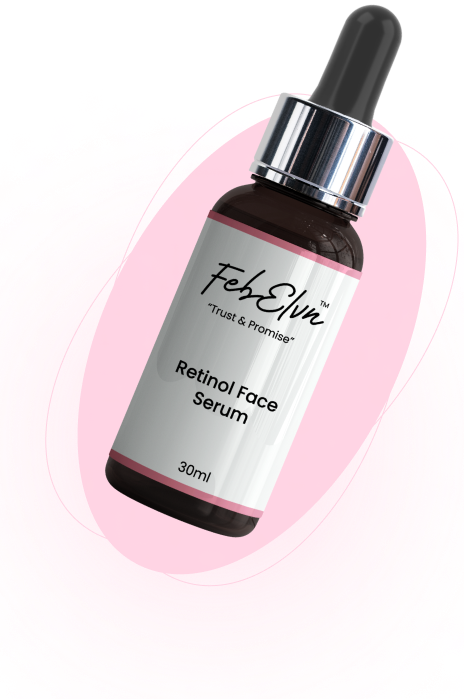 FebElvn™
"Trust & Promise"
Retinol Face
Serum
30ml